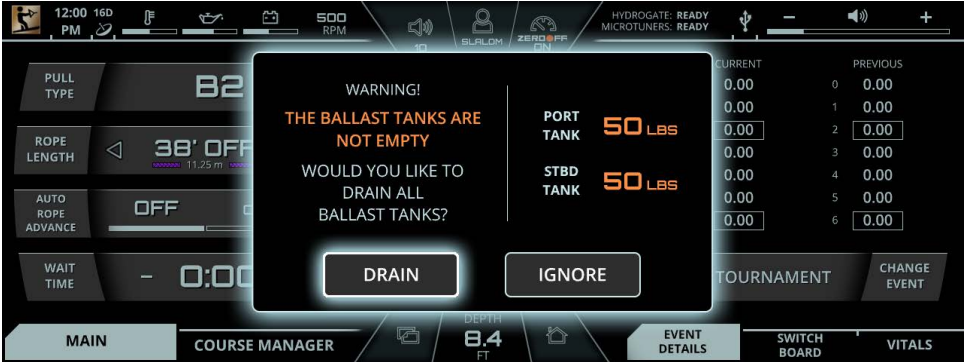 12:00 PM
16D
500 RPM
10
SLALOM
ZEROOFF
ON
HYDROGATE: READY
MICROTUNERS: READY
–
+
PULL
TYPE
B2
ROPE
LENGTH
38' OFF
11.25 m
AUTO
ROPE
ADVANCE
OFF
WAIT
TIME
–
0:00
WARNING!
THE BALLAST TANKS ARE
NOT EMPTY
WOULD YOU LIKE TO
DRAIN ALL
BALLAST TANKS?
PORT
TANK
50 LBS
STBD
TANK
50 LBS
DRAIN
IGNORE
CURRENT PREVIOUS
0.00 0 0.00
0.00 1 0.00
0.00 2 0.00
0.00 3 0.00
0.00 4 0.00
0.00 5 0.00
0.00 6 0.00
TOURNAMENT
CHANGE
EVENT
MAIN
COURSE MANAGER
DEPTH
8.4
FT
EVENT
DETAILS
SWITCH
BOARD
VITALS